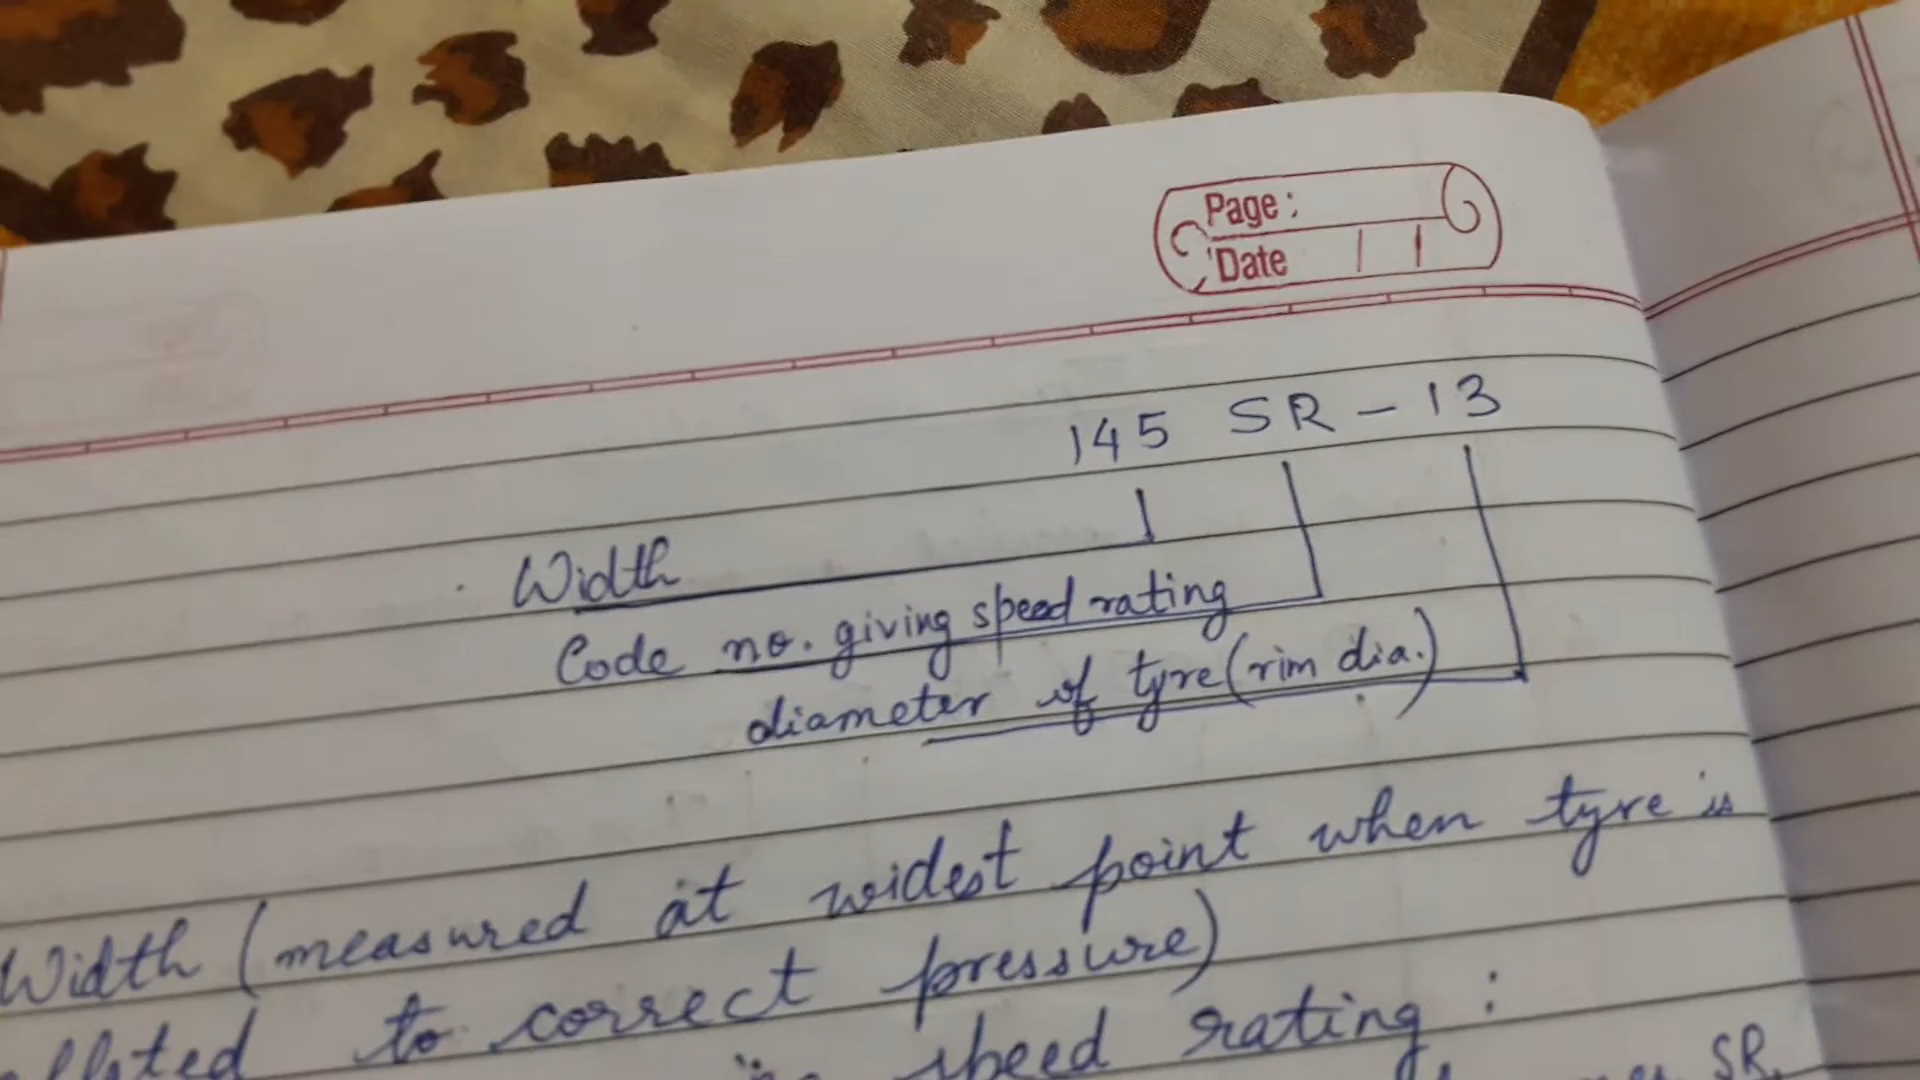 Page :
Date
145 SR - 13
Width
Code no. giving speed rating
diameter of tyre (rim dia.)
Width (measured at widest point when tyre is
to correct pressure)
speed rating :
SR,